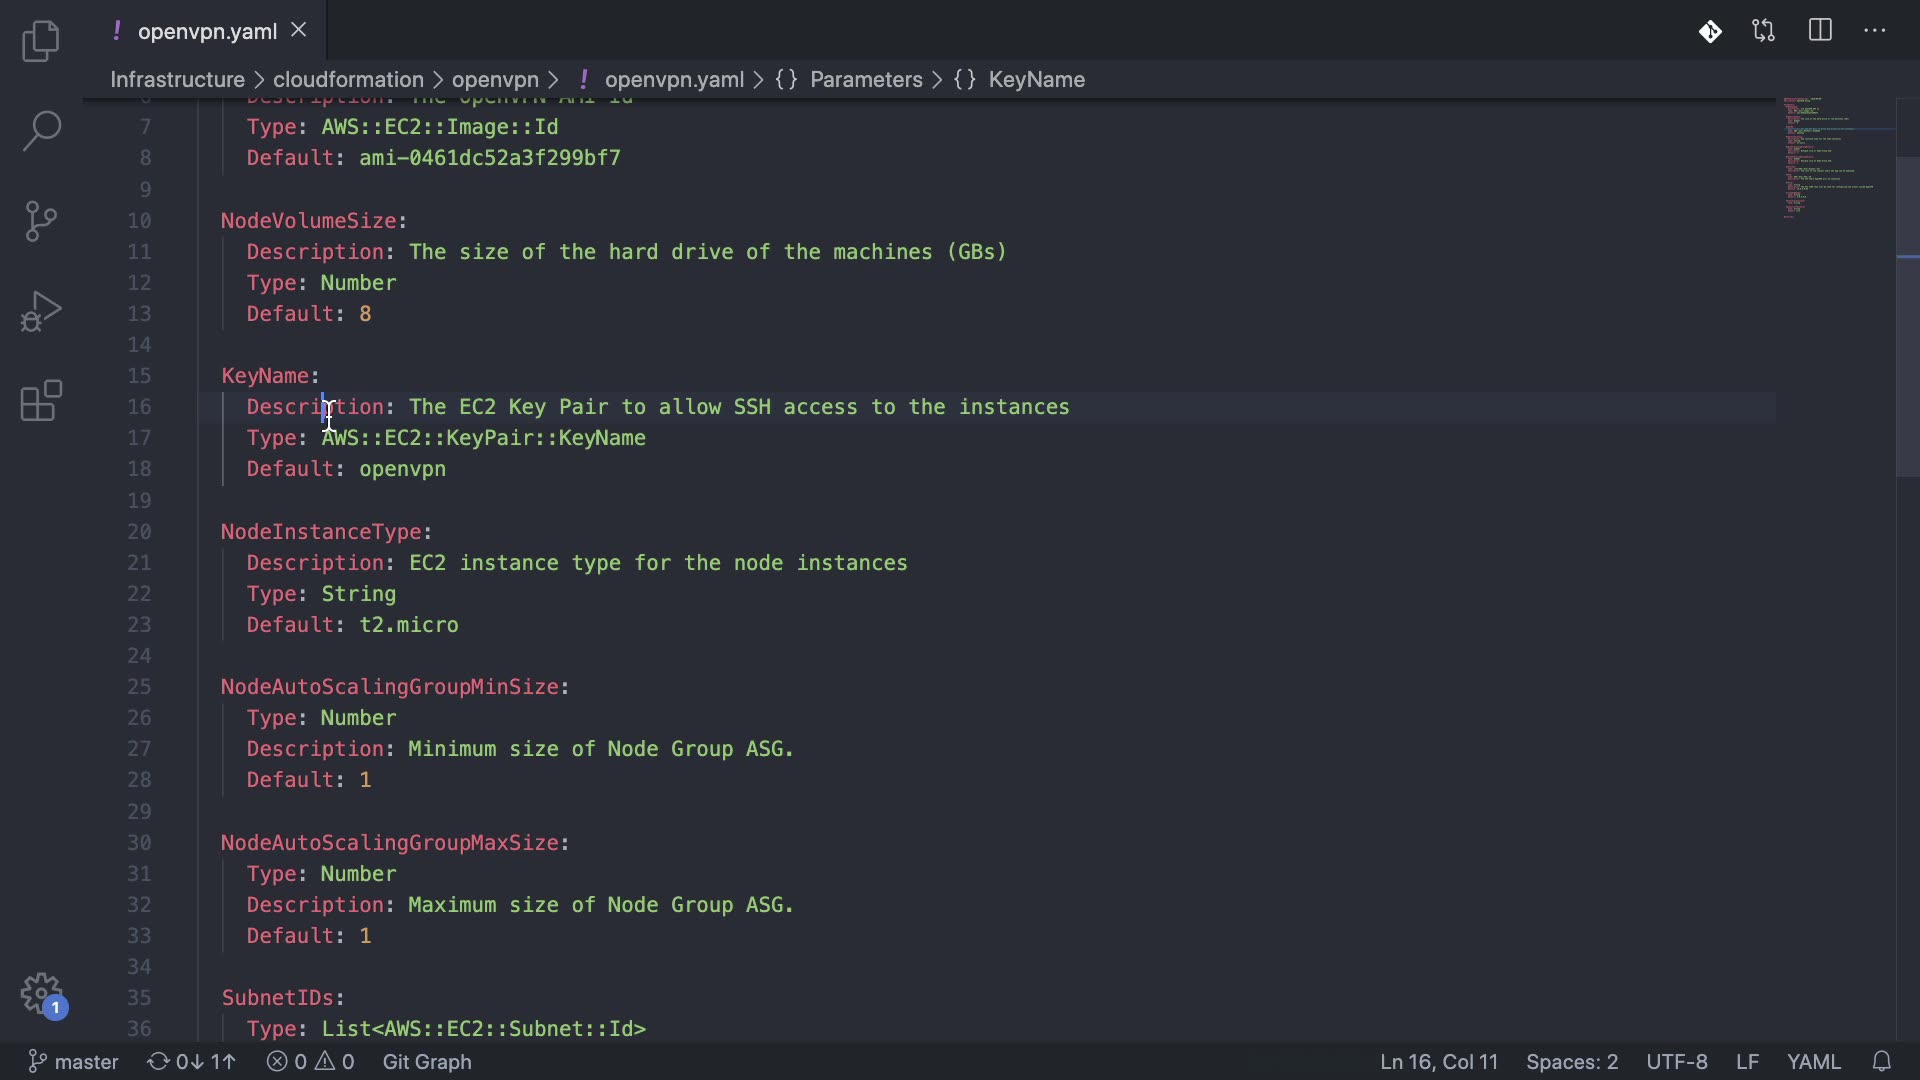 ! openvpn.yaml
Infrastructure > cloudformation > openvpn > ! openvpn.yaml > {} Parameters > {} KeyName
6 Description: The OpenVPN AMI Id
7 Type: AWS::EC2::Image::Id
8 Default: ami-0461dc52a3f299bf7
9
10 NodeVolumeSize:
11 Description: The size of the hard drive of the machines (GBs)
12 Type: Number
13 Default: 8
14
15 KeyName:
16 Description: The EC2 Key Pair to allow SSH access to the instances
17 Type: AWS::EC2::KeyPair::KeyName
18 Default: openvpn
19
20 NodeInstanceType:
21 Description: EC2 instance type for the node instances
22 Type: String
23 Default: t2.micro
24
25 NodeAutoScalingGroupMinSize:
26 Type: Number
27 Description: Minimum size of Node Group ASG.
28 Default: 1
29
30 NodeAutoScalingGroupMaxSize:
31 Type: Number
32 Description: Maximum size of Node Group ASG.
33 Default: 1
34
35 SubnetIDs:
36 Type: List<AWS::EC2::Subnet::Id>
1
master 0↓ 1↑ 0 0 Git Graph Ln 16, Col 11 Spaces: 2 UTF-8 LF YAML